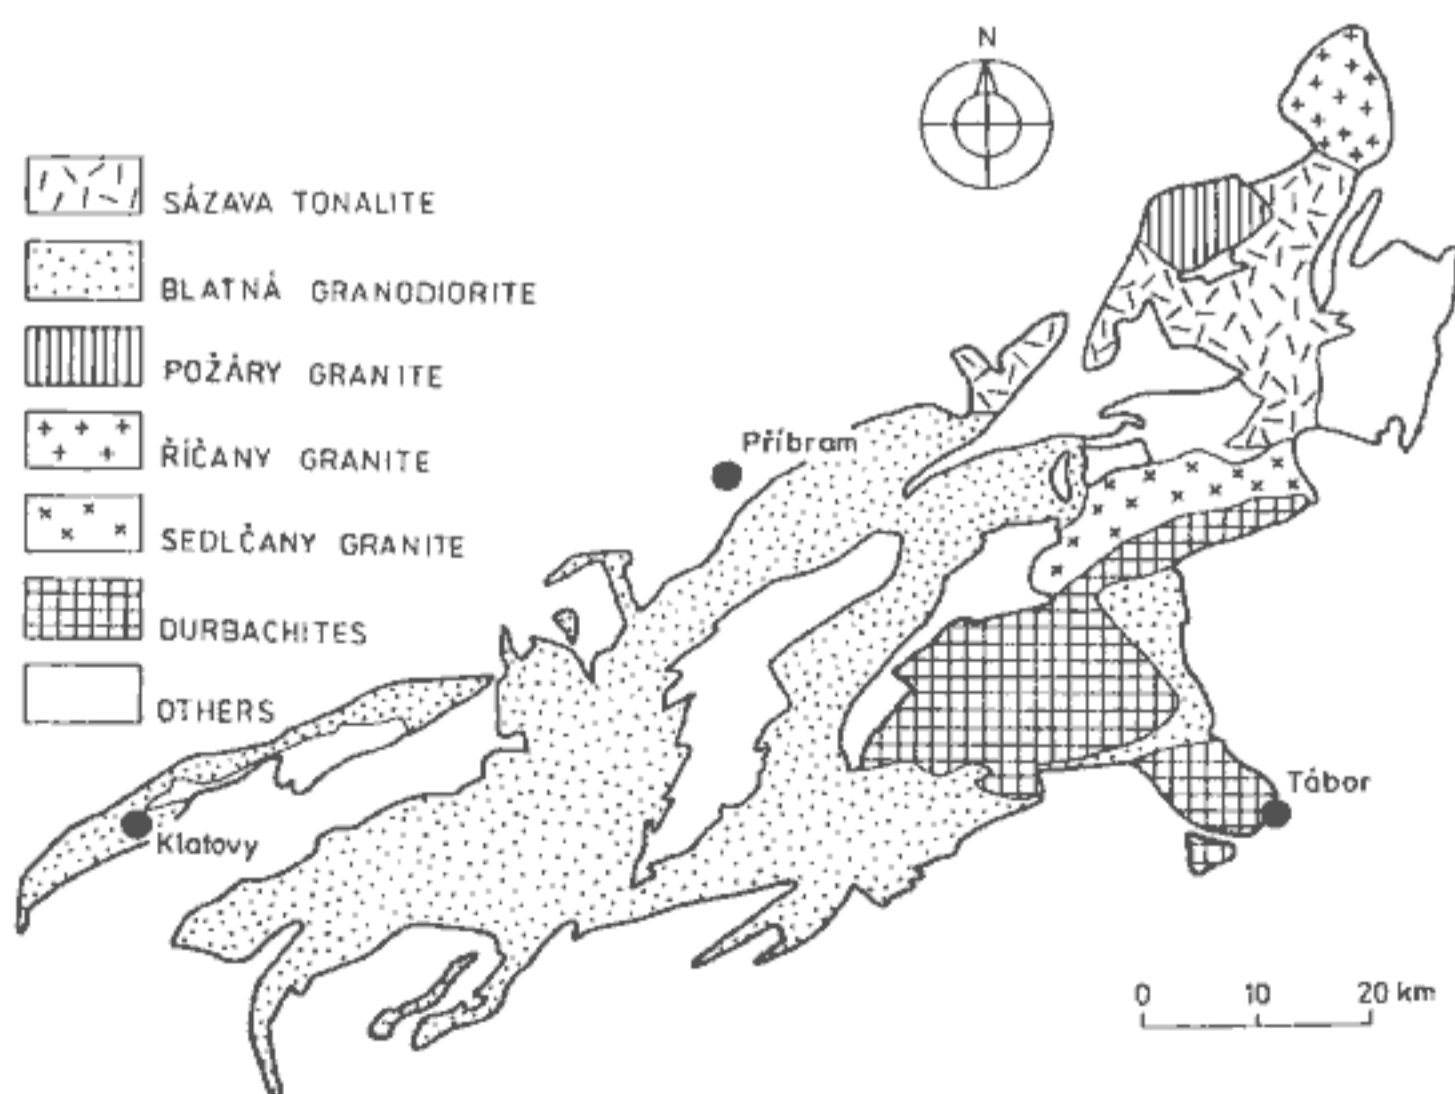 N
SÁZAVA TONALITE
BLATNÁ GRANODIORITE
POŽÁRY GRANITE
ŘÍČANY GRANITE
SEDLČANY GRANITE
DURBACHITES
OTHERS
Příbram
Tábor
Klatovy
0 10 20 km